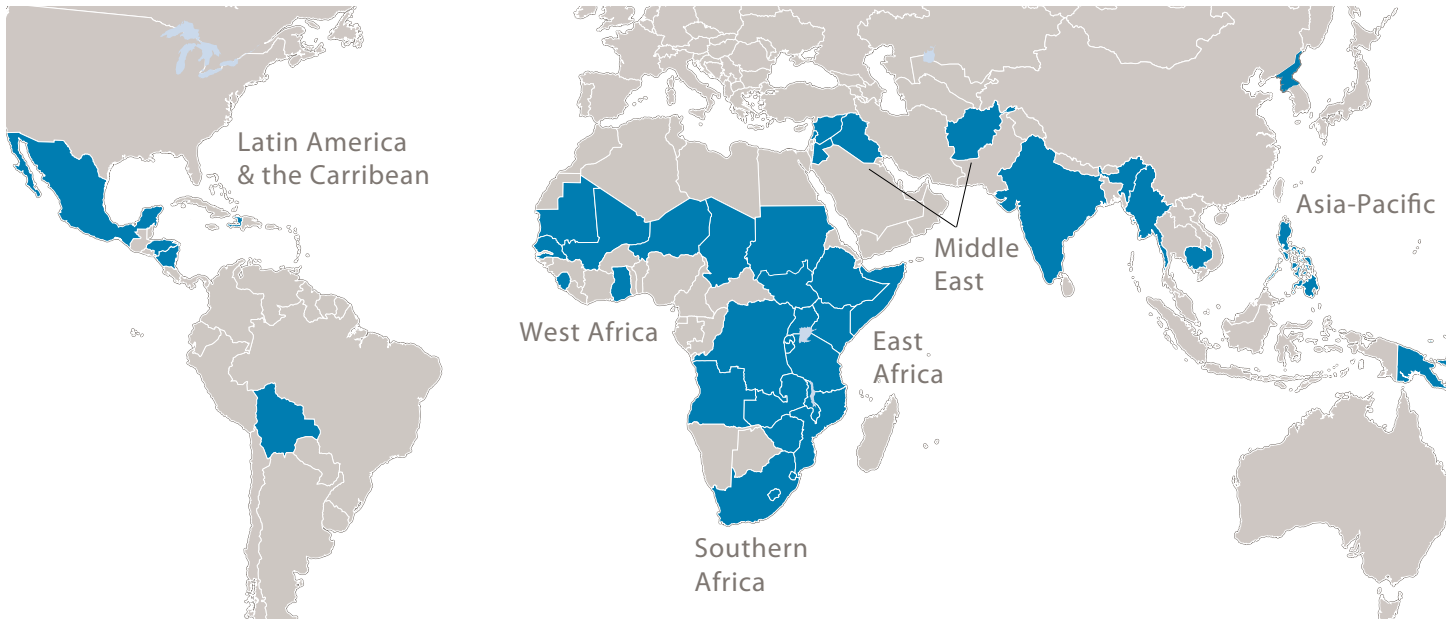 Latin America
& the Carribean
Asia-Pacific
Middle
East
West Africa
East
Africa
Southern
Africa